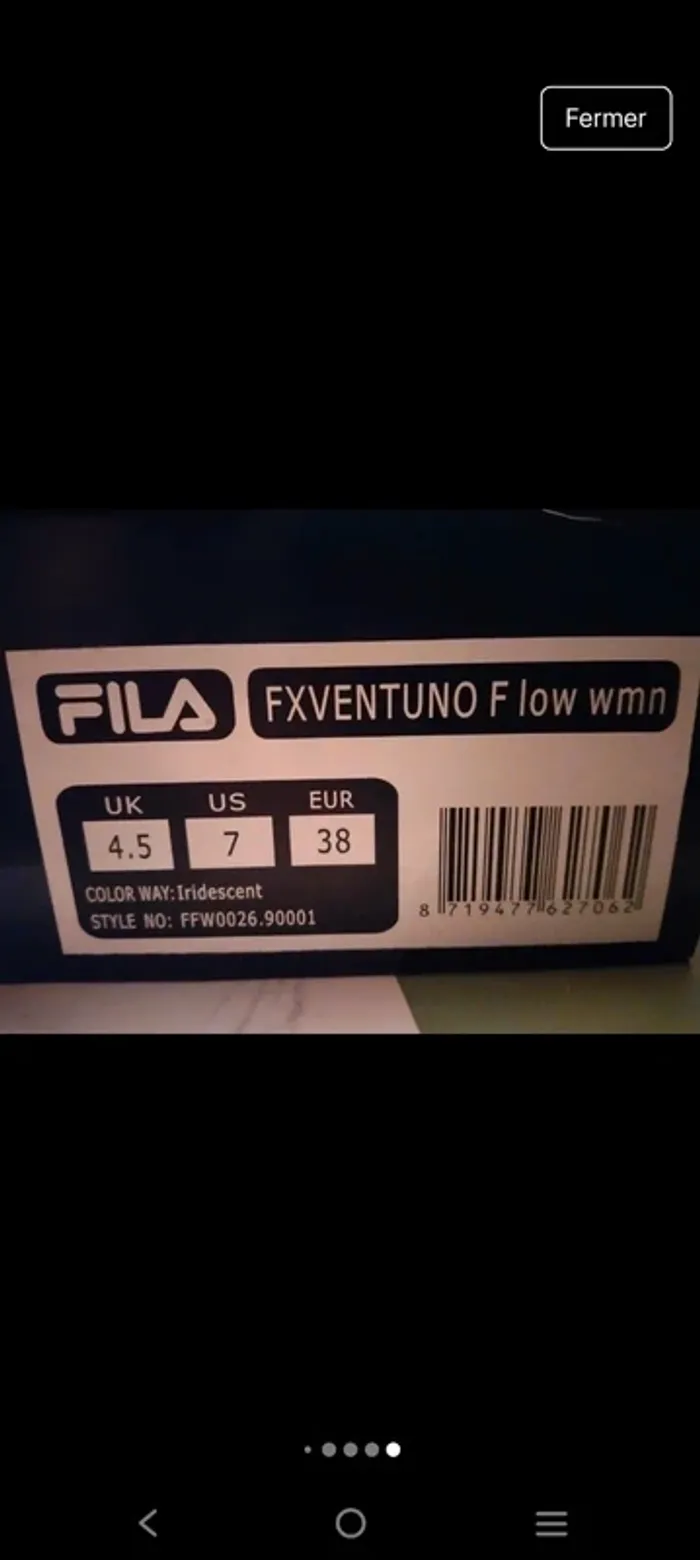 Fermer
FILA FXVENTUNO F low wmn
UK US EUR
4.5 7 38
COLOR WAY:Iridescent
STYLE NO: FFW0026.90001
8 719477 627062